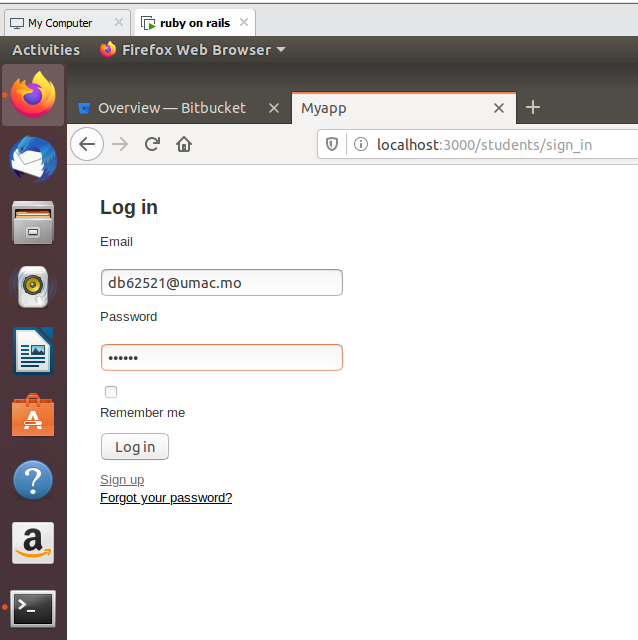 My Computer ruby on rails
Activities Firefox Web Browser
Overview — Bitbucket Myapp
localhost:3000/students/sign_in
Log in
Email
db62521@umac.mo
Password
••••••
Remember me
Log in
Sign up
Forgot your password?